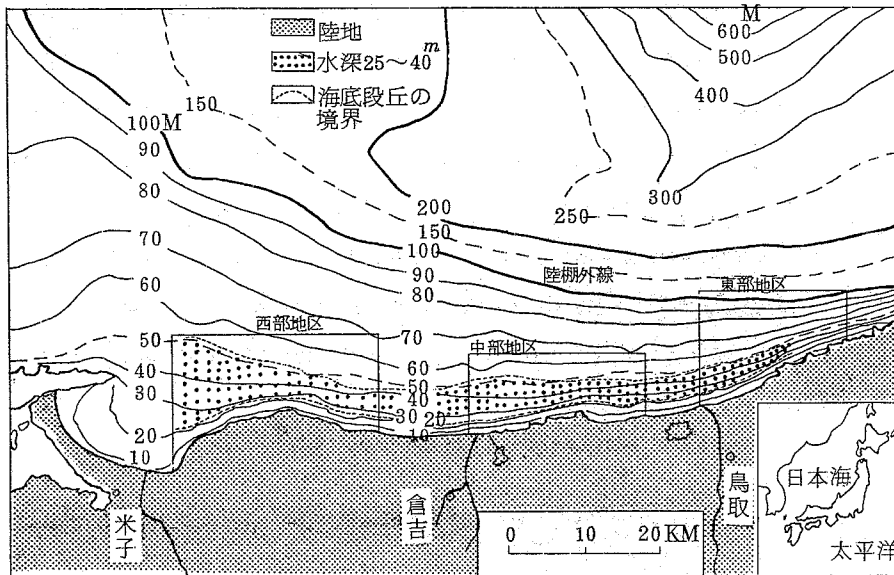 M
600
500
400
300
250
200
150
100
90
80
陸地
水深25～40m
海底段丘の
境界
150
100M
90
80
70
60
50
40
30
20
10
陸棚外線
東部地区
西部地区
中部地区
70
60
50
40
30
20
10
米子
倉吉
鳥取
0 10 20 KM
日本海
太平洋